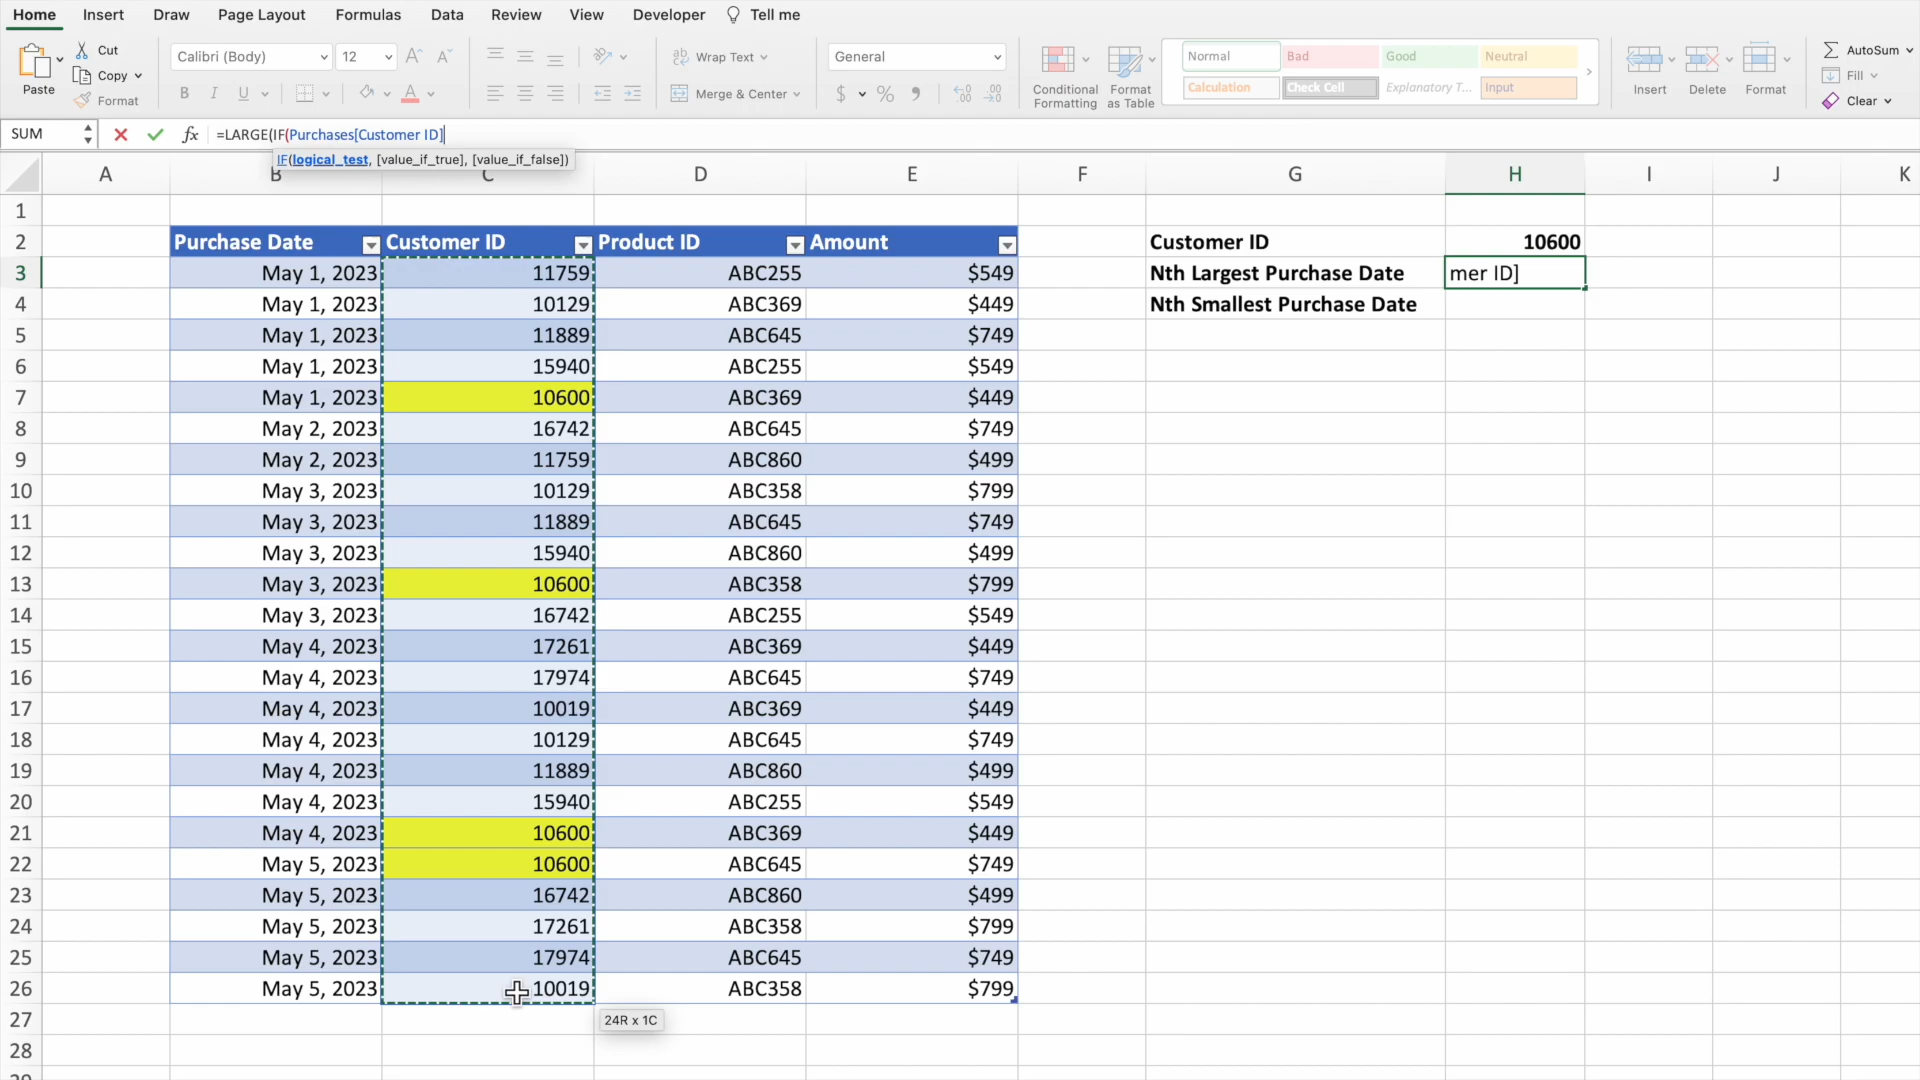 Home Insert Draw Page Layout Formulas Data Review View Developer Tell me
Paste Cut Copy Format
Calibri (Body) 12 A A
B I U A
Wrap Text
Merge & Center
General
$ % 9
Conditional Formatting
Format as Table
Normal Bad Good Neutral
Calculation Check Cell Explanatory T... Input
Insert Delete Format
AutoSum
Fill
Clear
SUM fx =LARGE(IF(Purchases[Customer ID]
IF(logical_test, [value_if_true], [value_if_false])
A B C D E F G H I J K
1
2 Purchase Date Customer ID Product ID Amount Customer ID 10600
3 May 1, 2023 11759 ABC255 $549 Nth Largest Purchase Date mer ID]
4 May 1, 2023 10129 ABC369 $449 Nth Smallest Purchase Date
5 May 1, 2023 11889 ABC645 $749
6 May 1, 2023 15940 ABC255 $549
7 May 1, 2023 10600 ABC369 $449
8 May 2, 2023 16742 ABC645 $749
9 May 2, 2023 11759 ABC860 $499
10 May 3, 2023 10129 ABC358 $799
11 May 3, 2023 11889 ABC645 $749
12 May 3, 2023 15940 ABC860 $499
13 May 3, 2023 10600 ABC358 $799
14 May 3, 2023 16742 ABC255 $549
15 May 4, 2023 17261 ABC369 $449
16 May 4, 2023 17974 ABC645 $749
17 May 4, 2023 10019 ABC369 $449
18 May 4, 2023 10129 ABC645 $749
19 May 4, 2023 11889 ABC860 $499
20 May 4, 2023 15940 ABC255 $549
21 May 4, 2023 10600 ABC369 $449
22 May 5, 2023 10600 ABC645 $749
23 May 5, 2023 16742 ABC860 $499
24 May 5, 2023 17261 ABC358 $799
25 May 5, 2023 17974 ABC645 $749
26 May 5, 2023 10019 ABC358 $799
27 24R x 1C
28